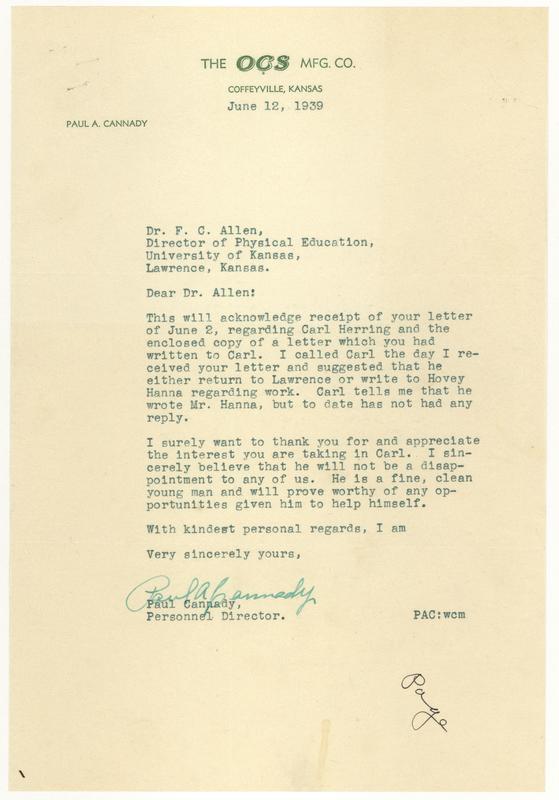 THE OCS MFG. CO.
COFFEYVILLE, KANSAS
June 12, 1939
PAUL A. CANNADY
Dr. F. C. Allen,
Director of Physical Education,
University of Kansas,
Lawrence, Kansas.
Dear Dr. Allen:
This will acknowledge receipt of your letter
of June 2, regarding Carl Herring and the
enclosed copy of a letter which you had
written to Carl.  I called Carl the day I re-
ceived your letter and suggested that he
either return to Lawrence or write to Hovey
Hanna regarding work.  Carl tells me that he
wrote Mr. Hanna, but to date has not had any
reply.
I surely want to thank you for and appreciate
the interest you are taking in Carl.  I sin-
cerely believe that he will not be a disap-
pointment to any of us.  He is a fine, clean
young man and will prove worthy of any op-
portunities given him to help himself.
With kindest personal regards, I am
Very sincerely yours,
Paul A Cannady
Paul Cannady,
Personnel Director.
PAC:wcm
Page